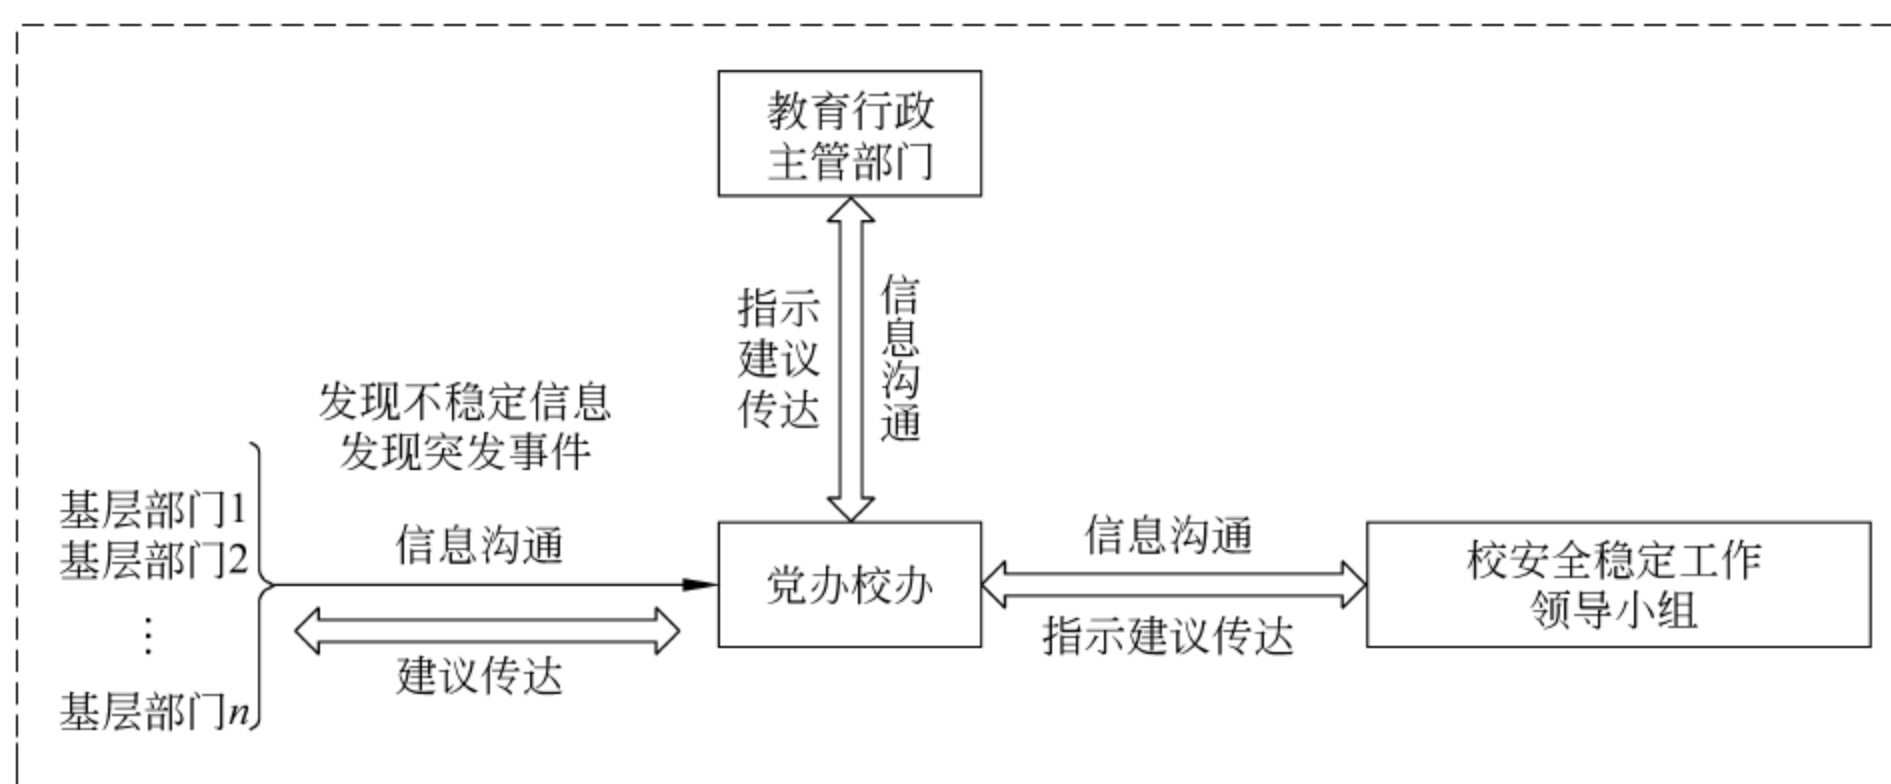 教育行政
主管部门
指示
建议
传达
信息沟通
发现不稳定信息
发现突发事件
基层部门1
基层部门2
⋮
基层部门n
信息沟通
建议传达
党办校办
信息沟通
指示建议传达
校安全稳定工作
领导小组